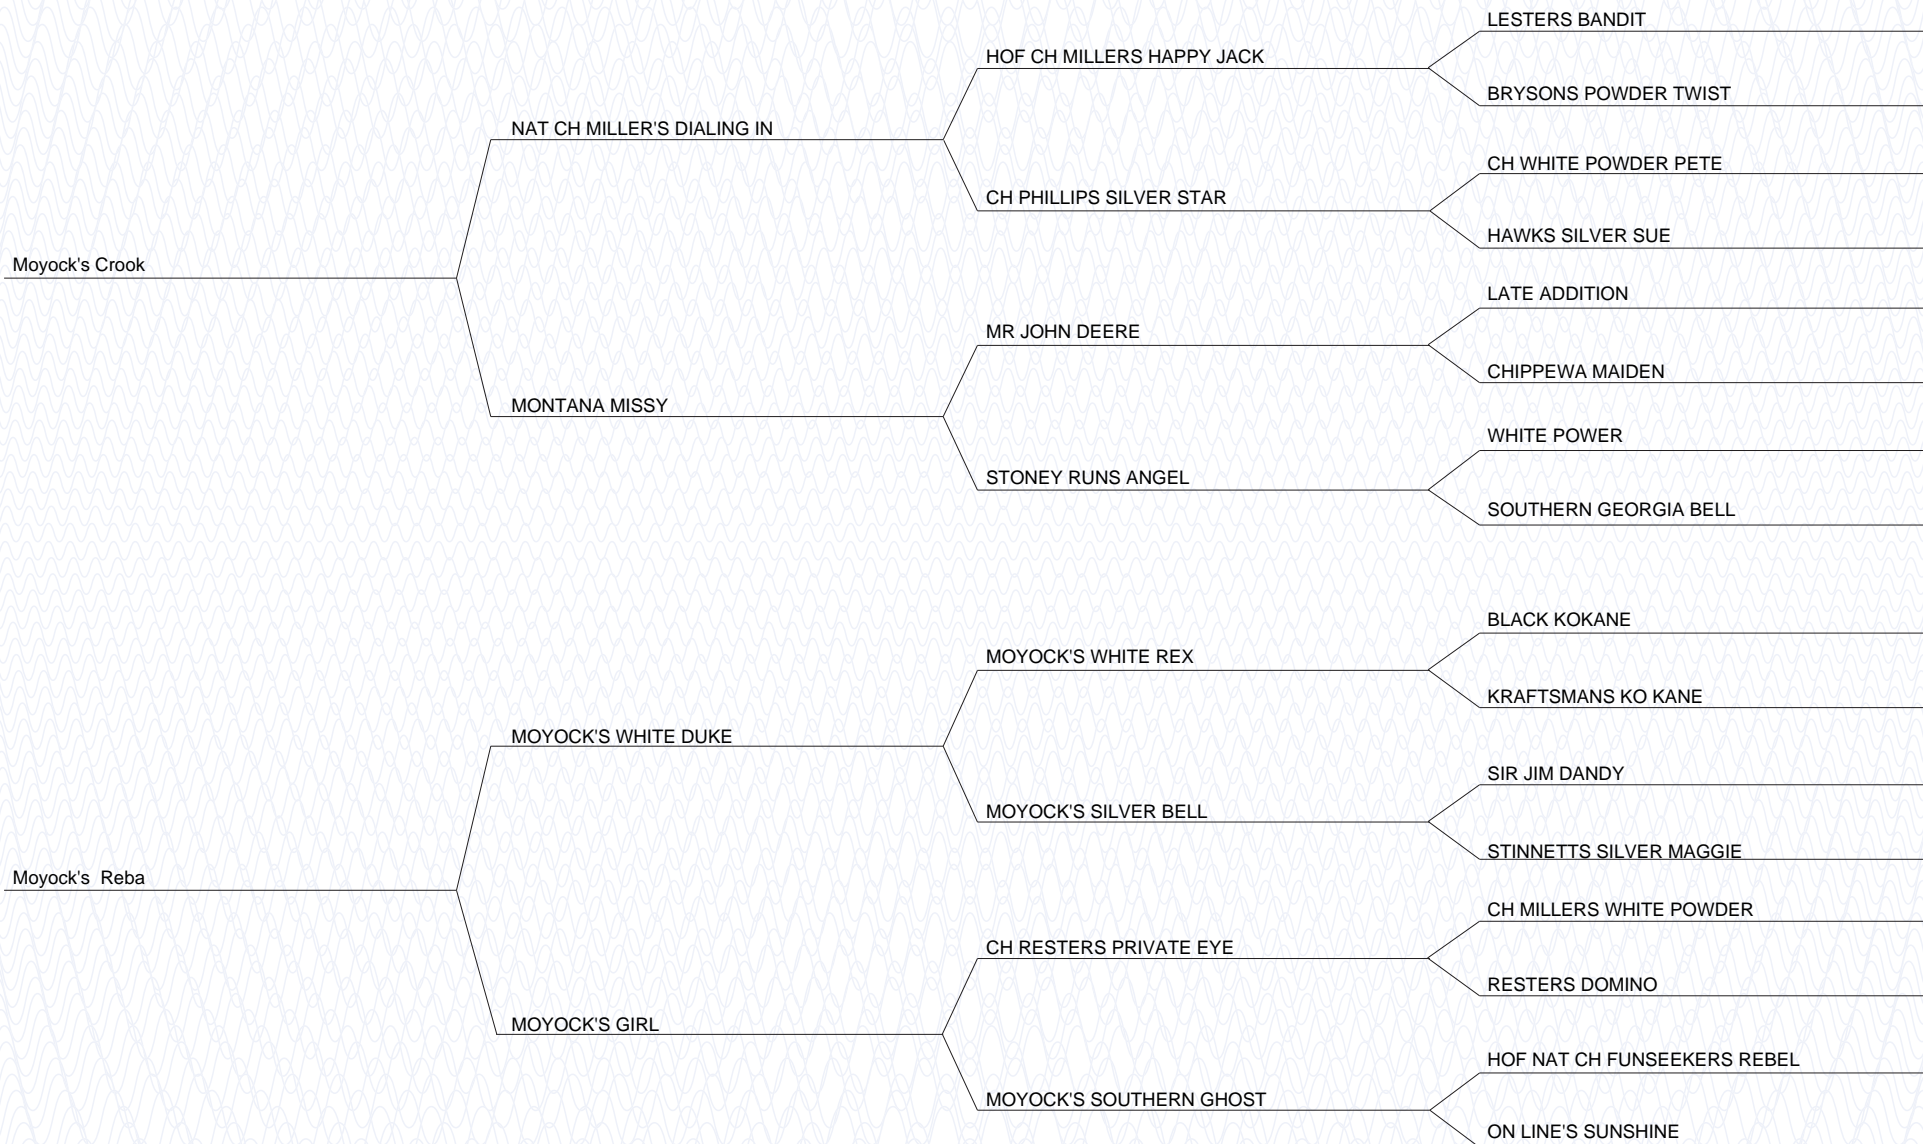 LESTERS BANDIT
HOF CH MILLERS HAPPY JACK
BRYSONS POWDER TWIST
NAT CH MILLER'S DIALING IN
CH WHITE POWDER PETE
CH PHILLIPS SILVER STAR
HAWKS SILVER SUE
Moyock's Crook
LATE ADDITION
MR JOHN DEERE
CHIPPEWA MAIDEN
MONTANA MISSY
WHITE POWER
STONEY RUNS ANGEL
SOUTHERN GEORGIA BELL
BLACK KOKANE
MOYOCK'S WHITE REX
KRAFTSMANS KO KANE
MOYOCK'S WHITE DUKE
SIR JIM DANDY
MOYOCK'S SILVER BELL
STINNETTS SILVER MAGGIE
Moyock's  Reba
CH MILLERS WHITE POWDER
CH RESTERS PRIVATE EYE
RESTERS DOMINO
MOYOCK'S GIRL
HOF NAT CH FUNSEEKERS REBEL
MOYOCK'S SOUTHERN GHOST
ON LINE'S SUNSHINE